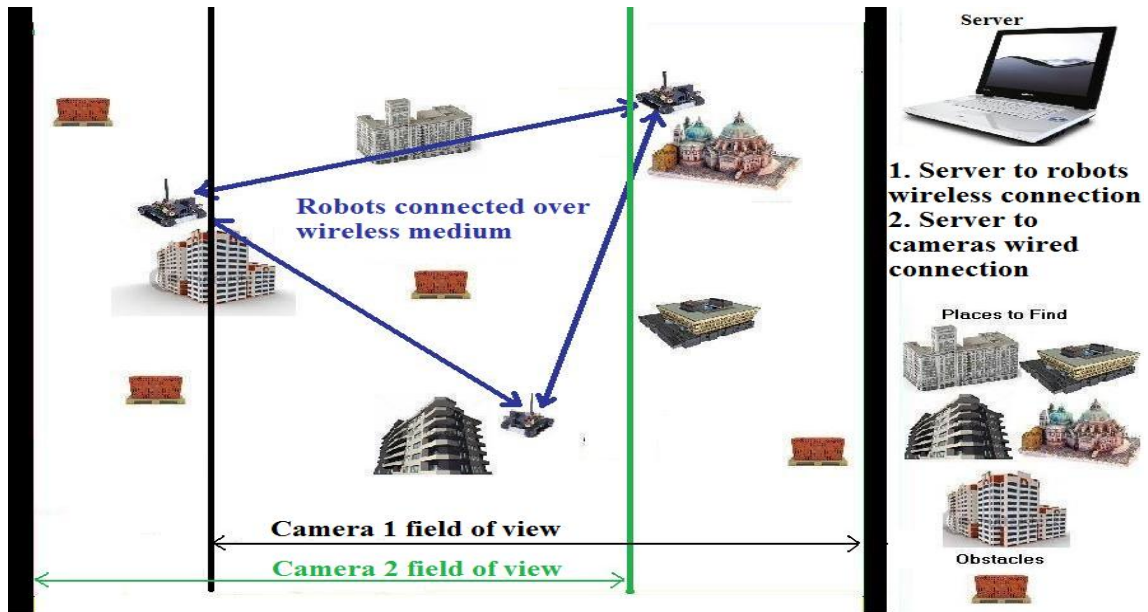 Server
1. Server to robots
wireless connection
2. Server to
cameras wired
connection
Robots connected over
wireless medium
Places to Find
Camera 1 field of view
Camera 2 field of view
Obstacles